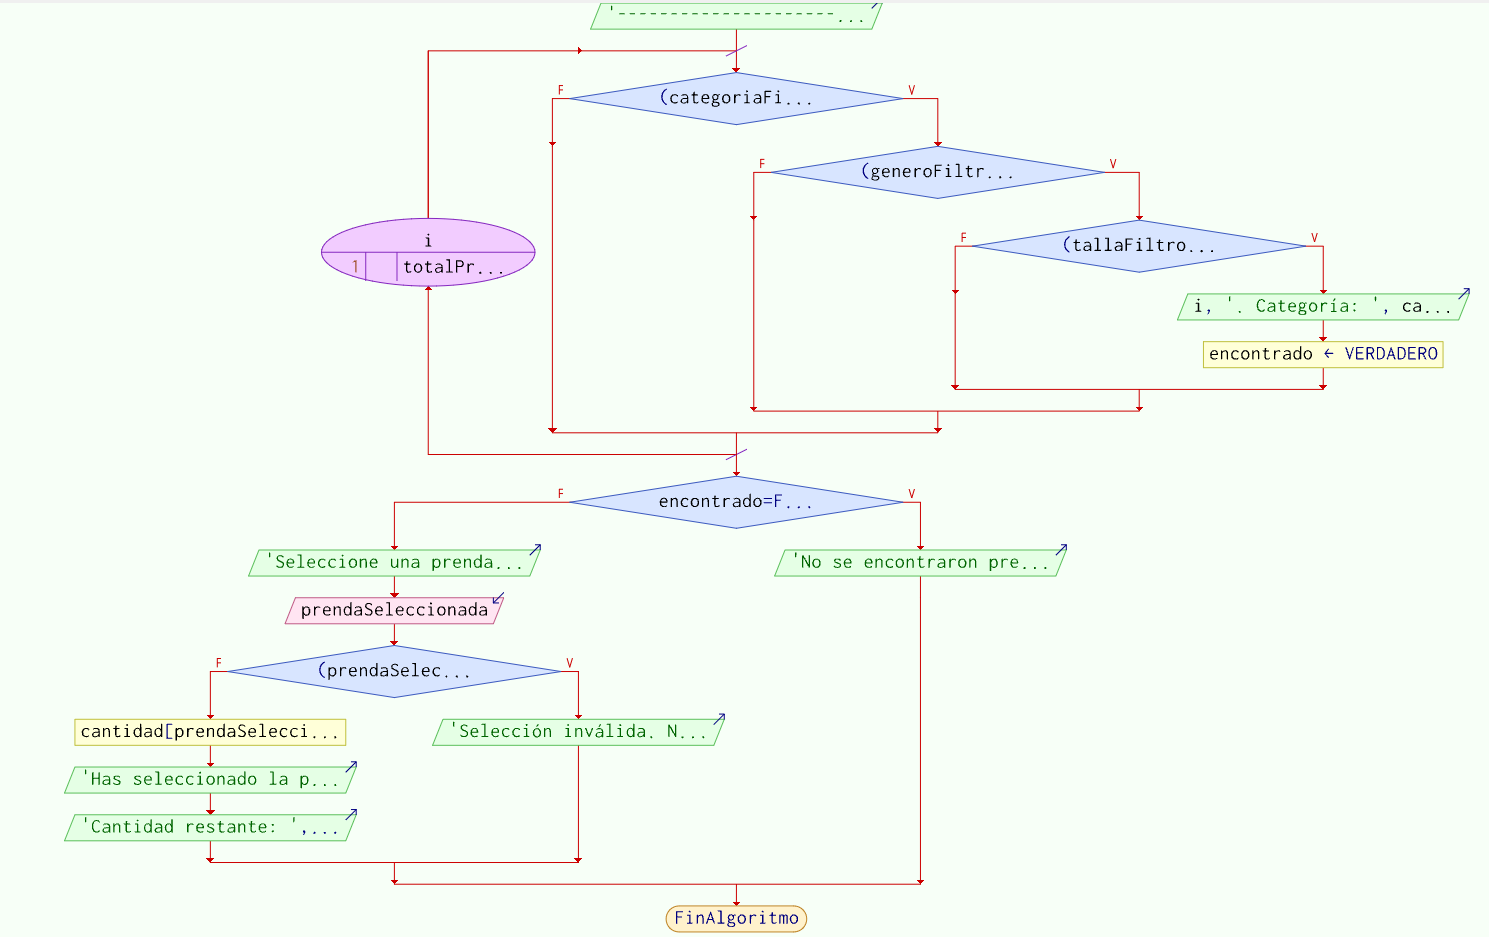 '---------------------...
F
(categoriaFi...
V
F
(generoFiltr...
V
F
(tallaFiltro...
V
i
1
totalPr...
i, '. Categoría: ', ca...
encontrado ← VERDADERO
F
encontrado=F...
V
'Seleccione una prenda...
'No se encontraron pre...
prendaSeleccionada
F
(prendaSelec...
V
cantidad[prendaSelecci...
'Selección inválida. N...
'Has seleccionado la p...
'Cantidad restante: ',...
FinAlgoritmo